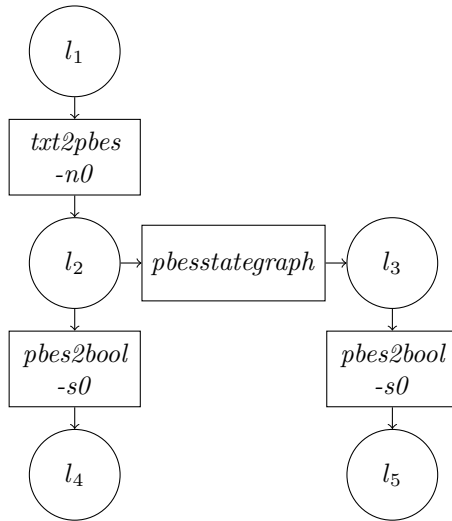 l1
txt2pbes
-n0
l2
pbesstategraph
l3
pbes2bool
-s0
pbes2bool
-s0
l4
l5